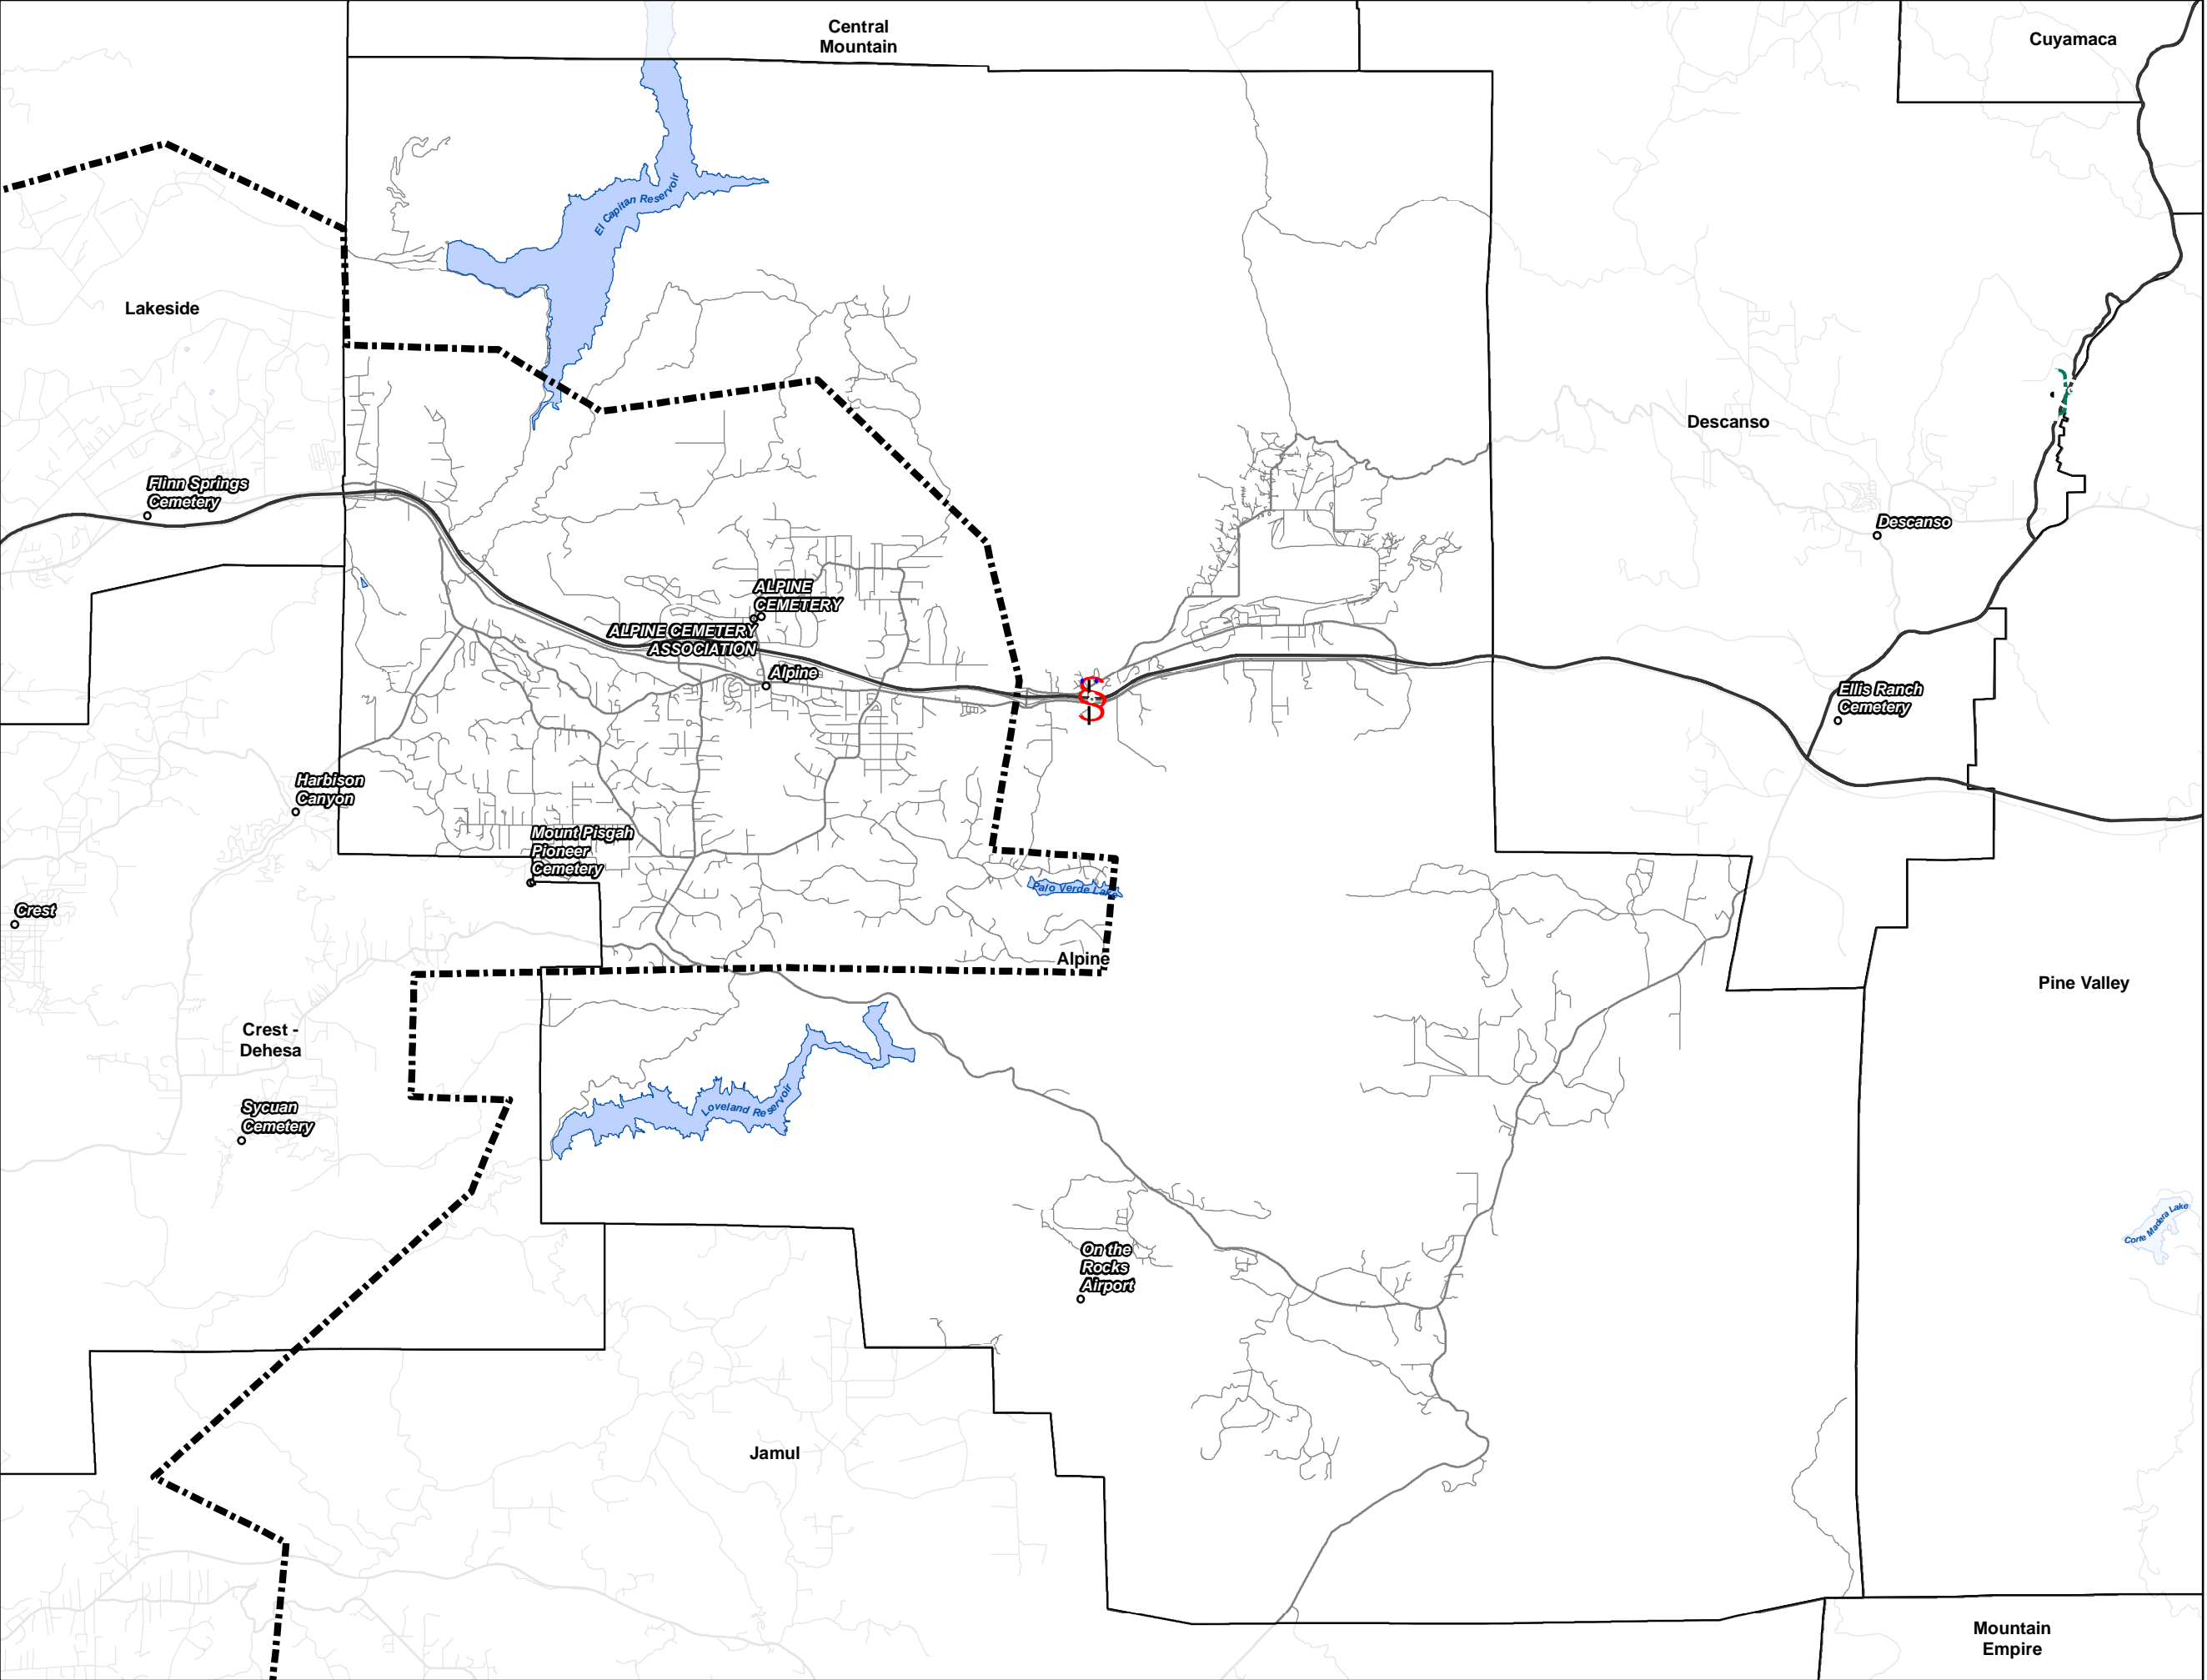 Central
Mountain
Cuyamaca
El Capitan Reservoir
Lakeside
Descanso
Flinn Springs
Cemetery
Descanso
ALPINE
CEMETERY
ALPINE CEMETERY
ASSOCIATION
Alpine
Ellis Ranch
Cemetery
Harbison
Canyon
Mount Pisgah
Pioneer
Cemetery
Palo Verde Lake
Crest
Alpine
Pine Valley
Crest -
Dehesa
Loveland Reservoir
Sycuan
Cemetery
Corte Madera Lake
On the
Rocks
Airport
Jamul
Mountain
Empire